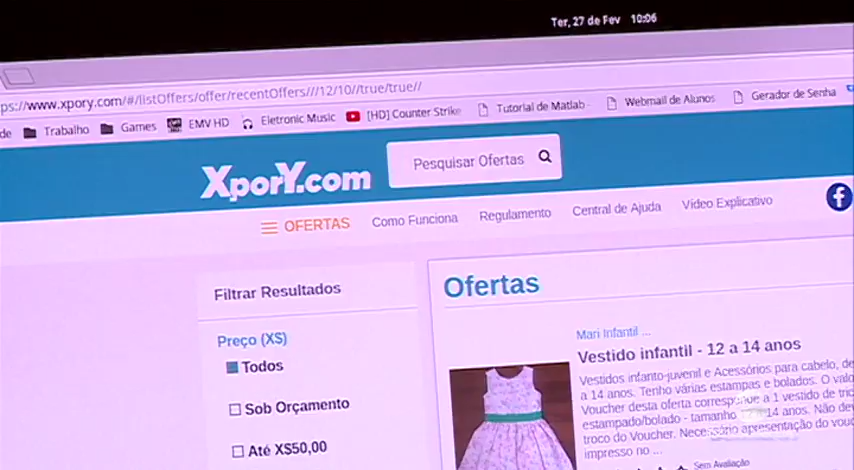 Ter, 27 de Fev 10:06
ps://www.xpory.com/#/listOffers/offer/recentOffers///12/10//true/true//
de Trabalho Games EMV HD Eletronic Music [HD] Counter Strike Tutorial de Matlab Webmail de Alunos Gerador de Senha
XporY.com
Pesquisar Ofertas
OFERTAS Como Funciona Regulamento Central de Ajuda Vídeo Explicativo
Filtrar Resultados
Preço (X$)
Todos
Sob Orçamento
Até X$50,00
Ofertas
Mari Infantil ...
Vestido infantil - 12 a 14 anos
Vestidos infanto-juvenil e Acessórios para cabelo, de
a 14 anos. Tenho várias estampas e bolados. O valo
Voucher desta oferta corresponde a 1 vestido de tric
estampado/bolado - tamanho 14 anos. Não dev
troco do Voucher. Necessário apresentação do vouc
impresso no ...
Sem Avaliação